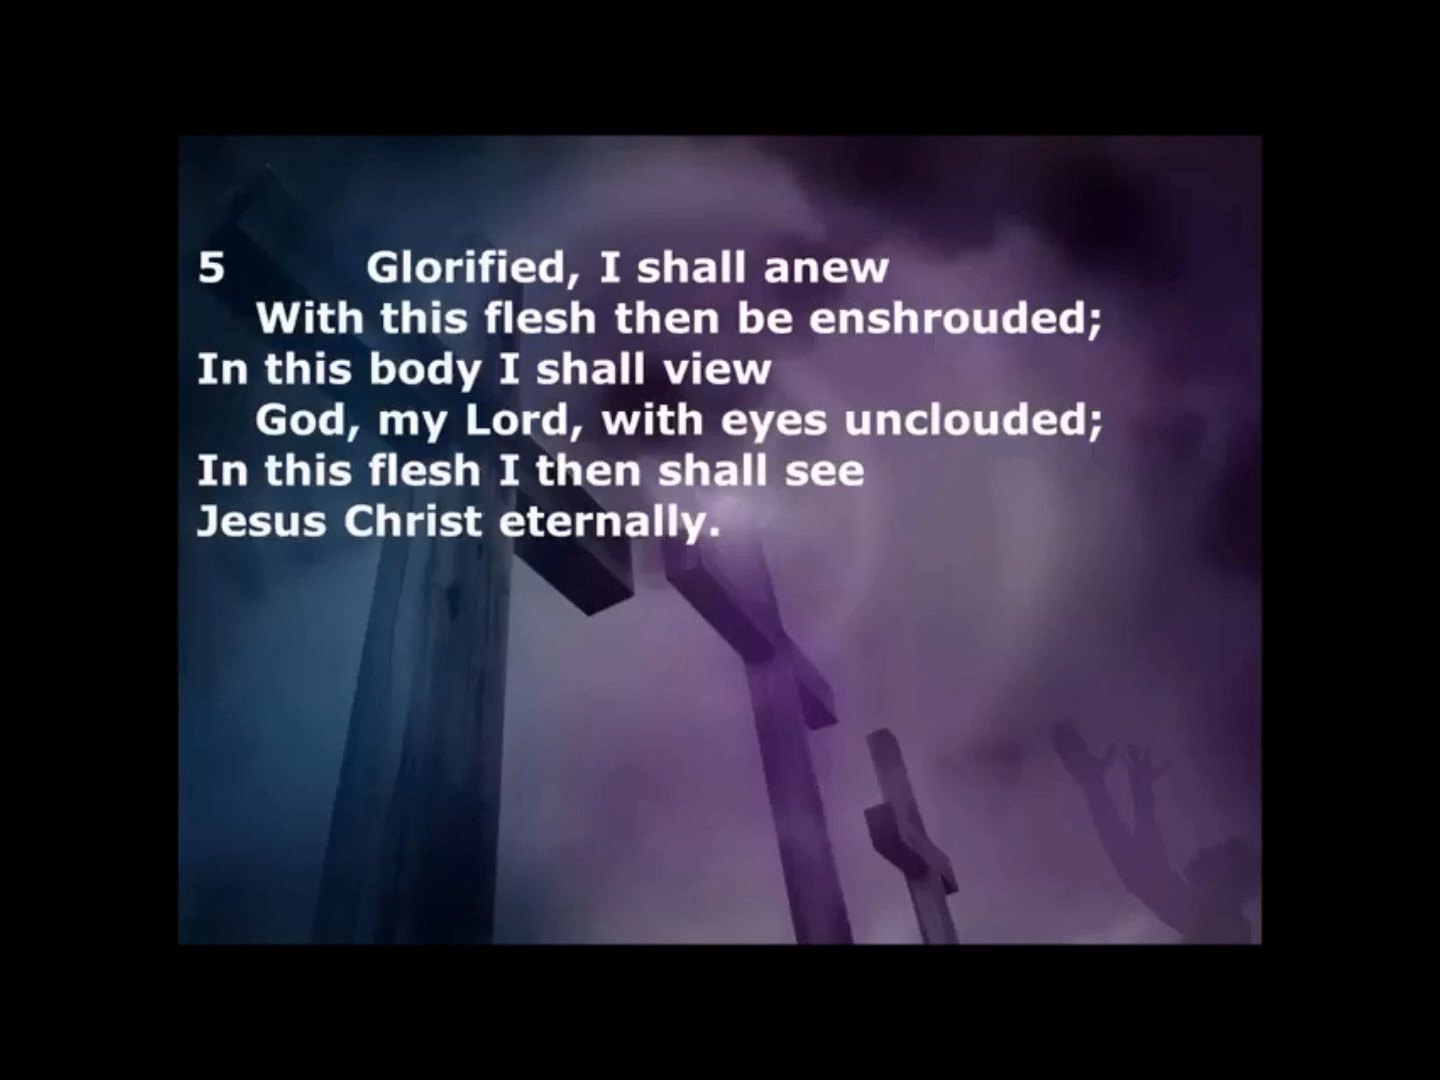 5 Glorified, I shall anew
With this flesh then be enshrouded;
In this body I shall view
God, my Lord, with eyes unclouded;
In this flesh I then shall see
Jesus Christ eternally.